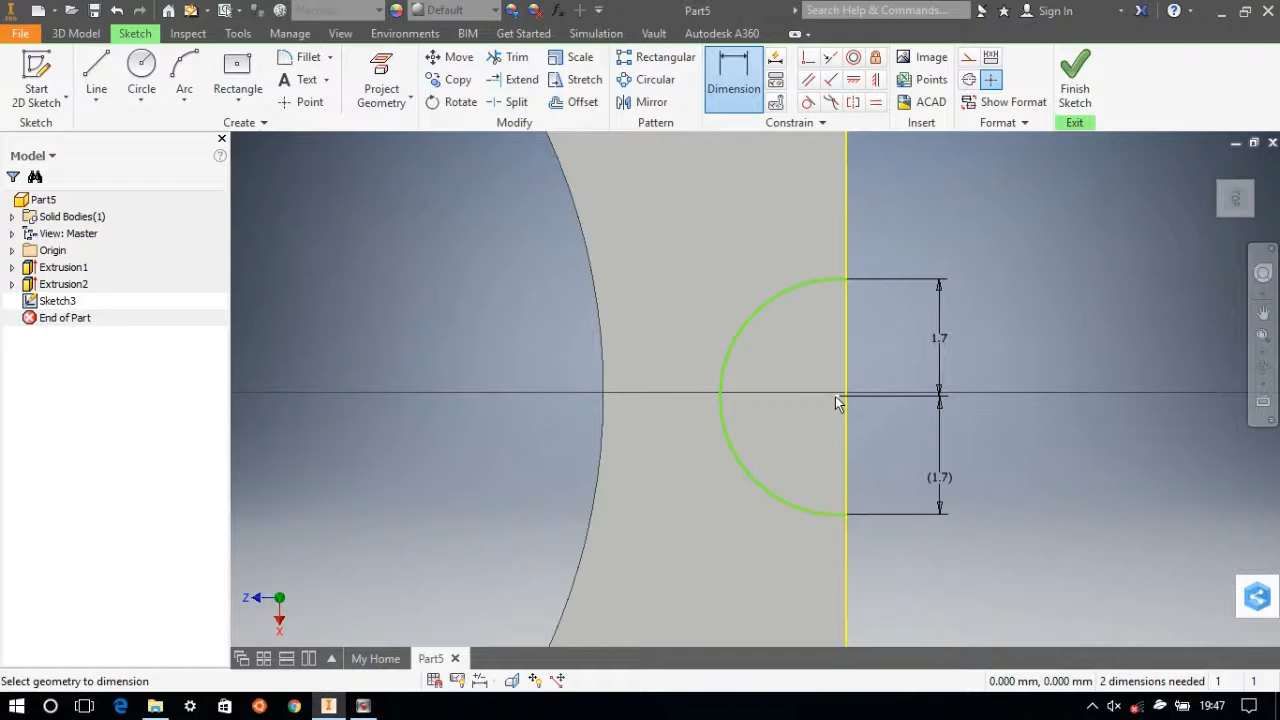 Default
fx
Part5
Search Help & Commands...
Sign In
File
3D Model
Sketch
Inspect
Tools
Manage
View
Environments
BIM
Get Started
Simulation
Vault
Autodesk A360
Start
2D Sketch
Line
Circle
Arc
Rectangle
Fillet
Text
Point
Project
Geometry
Move
Copy
Rotate
Trim
Extend
Split
Scale
Stretch
Offset
Rectangular
Circular
Mirror
Dimension
Image
Points
ACAD
Show Format
Finish
Sketch
Sketch
Create
Modify
Pattern
Constrain
Insert
Format
Exit
Model
Part5
Solid Bodies(1)
View: Master
Origin
Extrusion1
Extrusion2
Sketch3
End of Part
1.7
(1.7)
Z
X
My Home
Part5
Select geometry to dimension
0.000 mm, 0.000 mm
2 dimensions needed
1
1
19:47